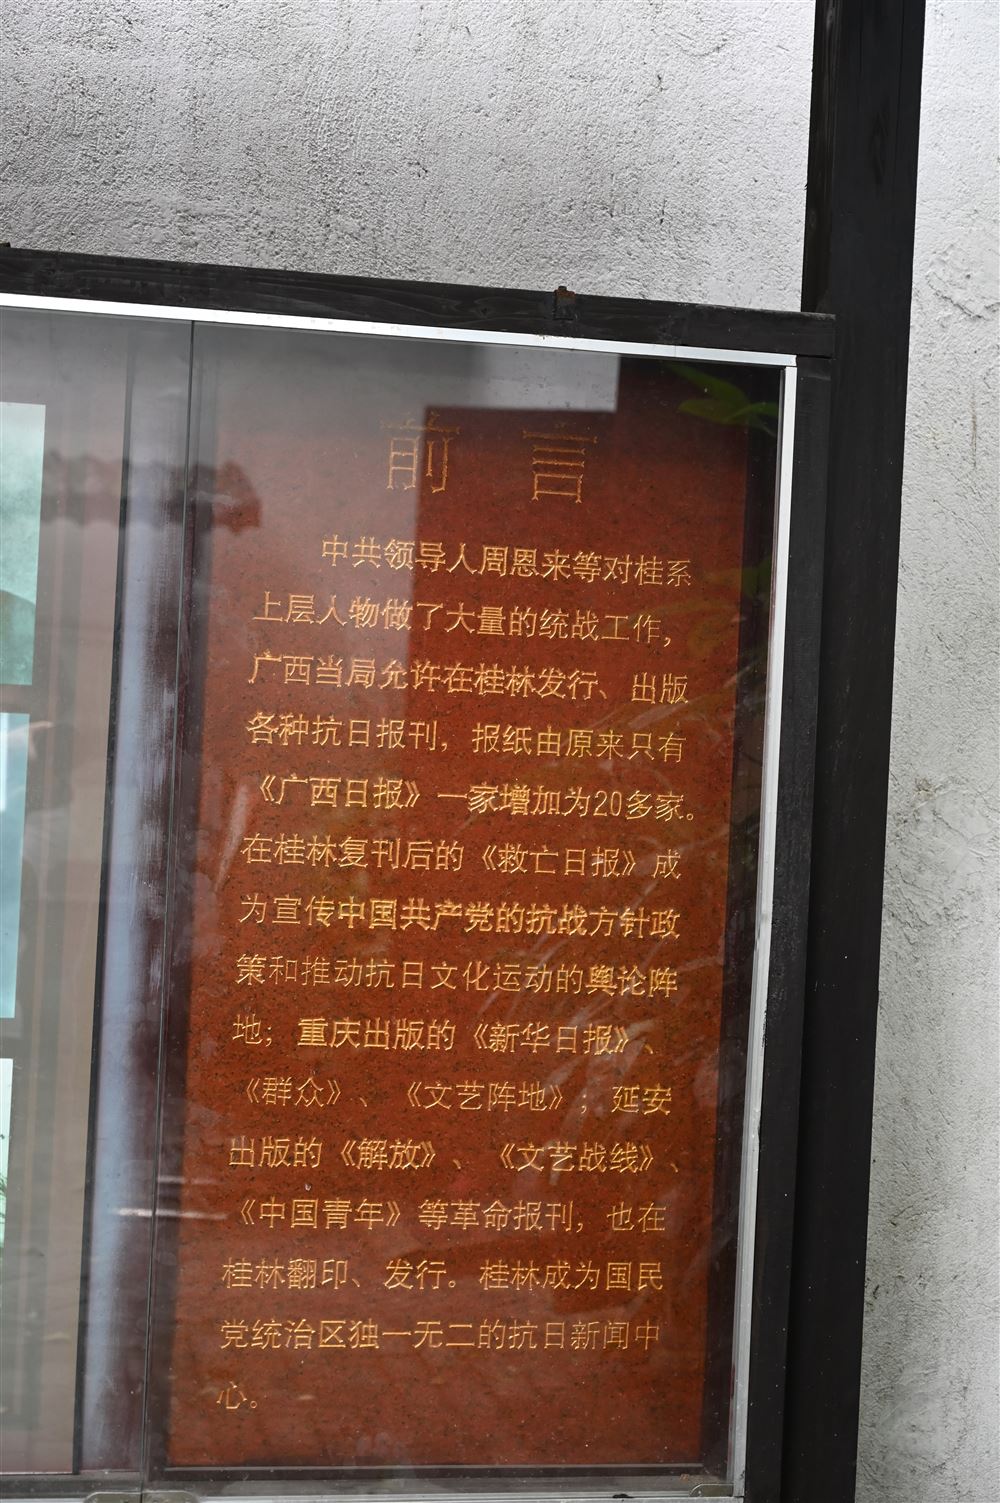 前言
中共领导人周恩来等对桂系
上层人物做了大量的统战工作，
广西当局允许在桂林发行、出版
各种抗日报刊，报纸由原来只有
《广西日报》一家增加为20多家。
在桂林复刊后的《救亡日报》成
为宣传中国共产党的抗战方针政
策和推动抗日文化运动的舆论阵
地；重庆出版的《新华日报》、
《群众》、《文艺阵地》；延安
出版的《解放》、《文艺战线》、
《中国青年》等革命报刊，也在
桂林翻印、发行。桂林成为国民
党统治区独一无二的抗日新闻中
心。